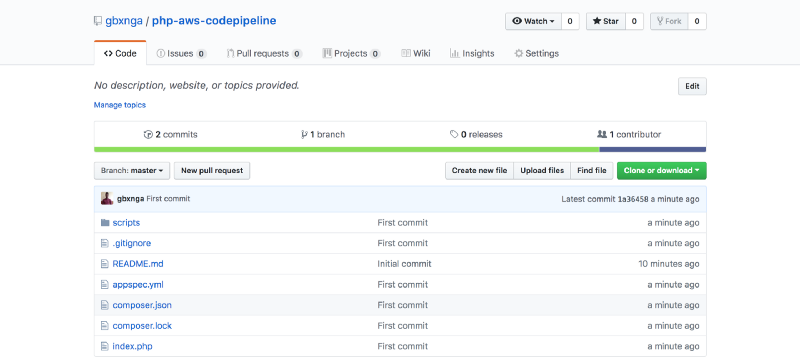 gbxnga / php-aws-codepipeline Watch 0 Star 0 Fork 0
Code Issues 0 Pull requests 0 Projects 0 Wiki Insights Settings
No description, website, or topics provided. Edit
Manage topics
2 commits 1 branch 0 releases 1 contributor
Branch: master New pull request Create new file Upload files Find file Clone or download
gbxnga First commit Latest commit 1a36458 a minute ago
scripts First commit a minute ago
.gitignore First commit a minute ago
README.md Initial commit 10 minutes ago
appspec.yml First commit a minute ago
composer.json First commit a minute ago
composer.lock First commit a minute ago
index.php First commit a minute ago